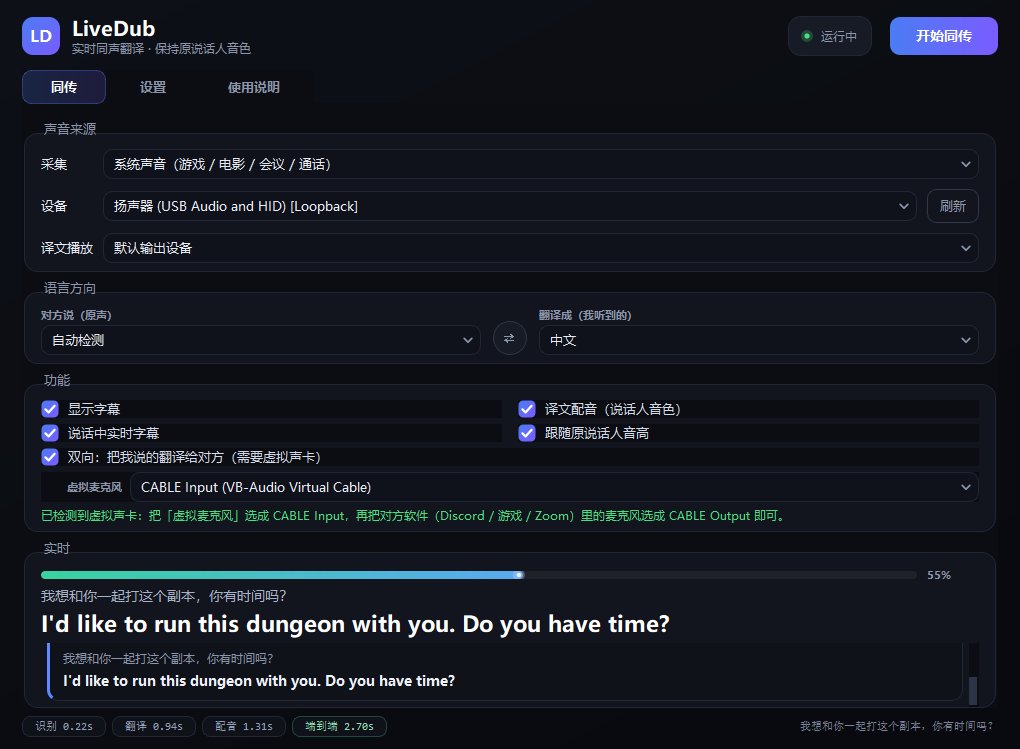 LD
LiveDub
实时同声翻译 · 保持原说话人音色
运行中
开始同传
同传
设置
使用说明
声音来源
采集
系统声音（游戏 / 电影 / 会议 / 通话）
设备
扬声器 (USB Audio and HID) [Loopback]
刷新
译文播放
默认输出设备
语言方向
对方说（原声）
自动检测
⇄
翻译成（我听到的）
中文
功能
显示字幕
译文配音（说话人音色）
说话中实时字幕
跟随原说话人音高
双向：把我说的翻译给对方（需要虚拟声卡）
虚拟麦克风
CABLE Input (VB-Audio Virtual Cable)
已检测到虚拟声卡：把「虚拟麦克风」选成 CABLE Input，再把对方软件（Discord / 游戏 / Zoom）里的麦克风选成 CABLE Output 即可。
实时
55%
我想和你一起打这个副本，你有时间吗？
I'd like to run this dungeon with you. Do you have time?
我想和你一起打这个副本，你有时间吗？
I'd like to run this dungeon with you. Do you have time?
识别 0.22s
翻译 0.94s
配音 1.31s
端到端 2.70s
我想和你一起打这个副本，你有时间吗？